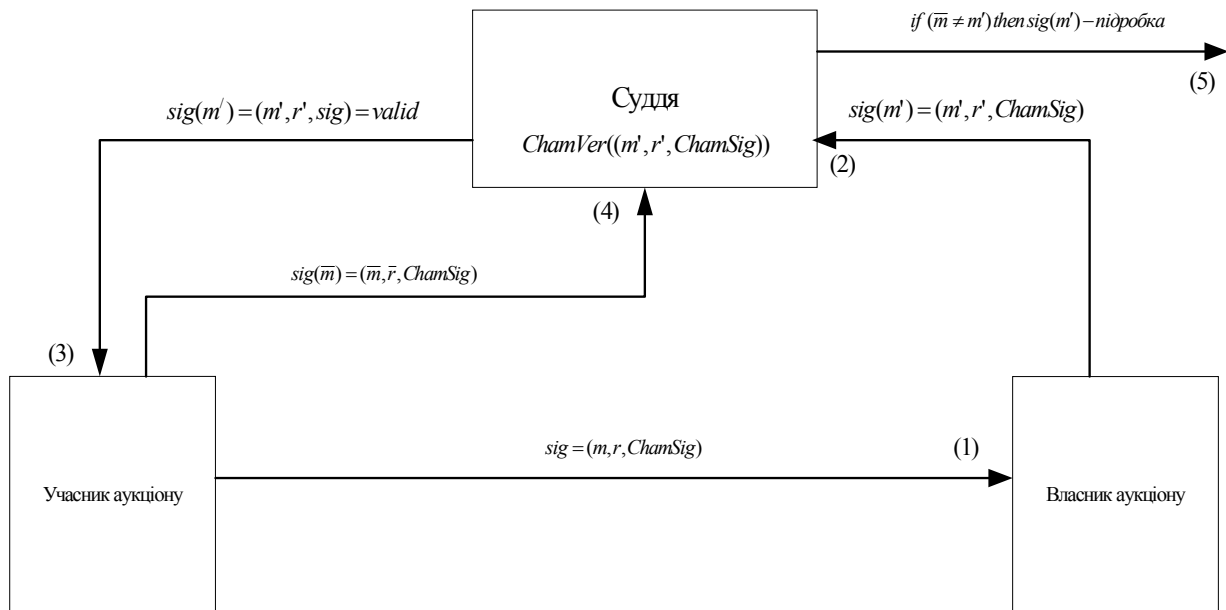 if (m̅ ≠ m') then sig(m') – підробка
(5)
Суддя
ChamVer((m',r',ChamSig))
sig(m') = (m',r',ChamSig)
(2)
sig(m/) = (m',r',sig) = valid
(4)
sig(m̅) = (m̅,r̅,ChamSig)
(3)
sig = (m,r,ChamSig)
(1)
Учасник аукціону
Власник аукціону